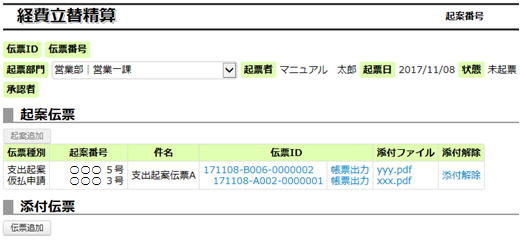 経費立替精算 起案番号
伝票ID 伝票番号
起票部門 営業部｜営業一課 起票者 マニュアル 太郎 起票日 2017/11/08 状態 未起票
承認者
起案伝票
起案追加
伝票種別 起案番号 件名 伝票ID 添付ファイル 添付解除
支出起案 〇〇〇 5号 支出起案伝票A 171108-B006-0000002 帳票出力 yyy.pdf 添付解除
仮払申請 〇〇〇 3号 171108-A002-0000001 帳票出力 xxx.pdf
添付伝票
伝票追加